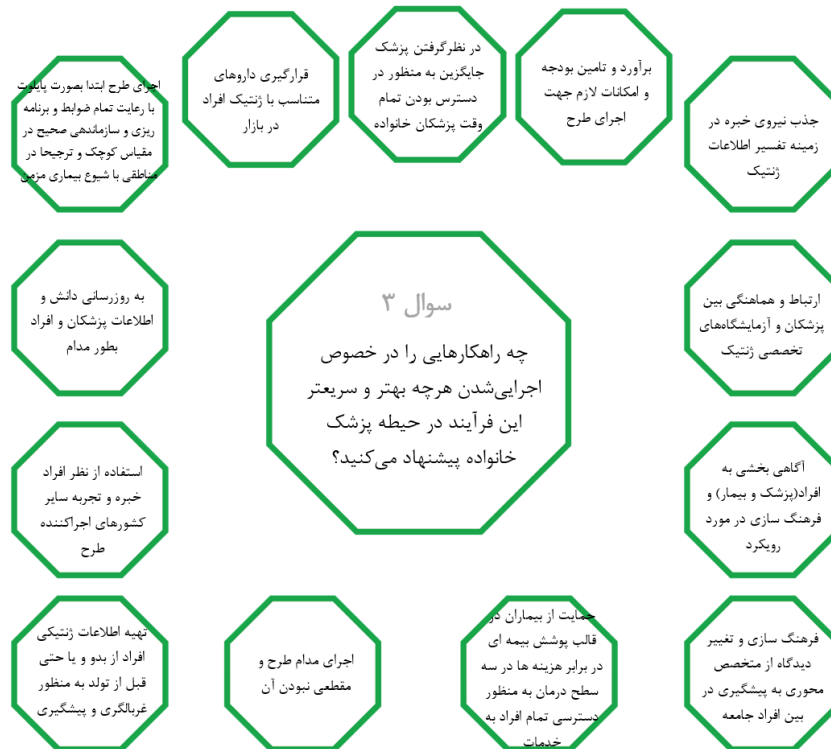 در نظرگرفتن پزشک
جایگزین به منظور در
دسترس بودن تمام
وقت پزشکان خانواده
برآورد و تامین بودجه
و امکانات لازم جهت
اجرای طرح
جذب نیروی خبره در
زمینه تفسیر اطلاعات
ژنتیک
ارتباط و هماهنگی بین
پزشکان و آزمایشگاه‌های
تخصصی ژنتیک
آگاهی بخشی به
افراد(پزشک و بیمار) و
فرهنگ سازی در مورد
رویکرد
فرهنگ سازی و تغییر
دیدگاه از متخصص
محوری به پیشگیری در
بین افراد جامعه
حمایت از بیماران در
قالب پوشش بیمه ای
در برابر هزینه ها در سه
سطح درمان به منظور
دسترسی تمام افراد به
خدمات
اجرای مدام طرح و
مقطعی نبودن آن
تهیه اطلاعات ژنتیکی
افراد از بدو و یا حتی
قبل از تولد به منظور
غربالگری و پیشگیری
استفاده از نظر افراد
خبره و تجربه سایر
کشورهای اجراکننده
طرح
به روزرسانی دانش و
اطلاعات پزشکان و افراد
بطور مدام
اجرای طرح ابتدا بصورت پایلوت
با رعایت تمام ضوابط و برنامه
ریزی و سازماندهی صحیح در
مقیاس کوچک و ترجیحا در
مناطقی با شیوع بیماری مزمن
قرارگیری داروهای
متناسب با ژنتیک افراد
در بازار
سوال ۳
چه راهکارهایی را در خصوص
اجرایی‌شدن هرچه بهتر و سریعتر
این فرآیند در حیطه پزشک
خانواده پیشنهاد می‌کنید؟